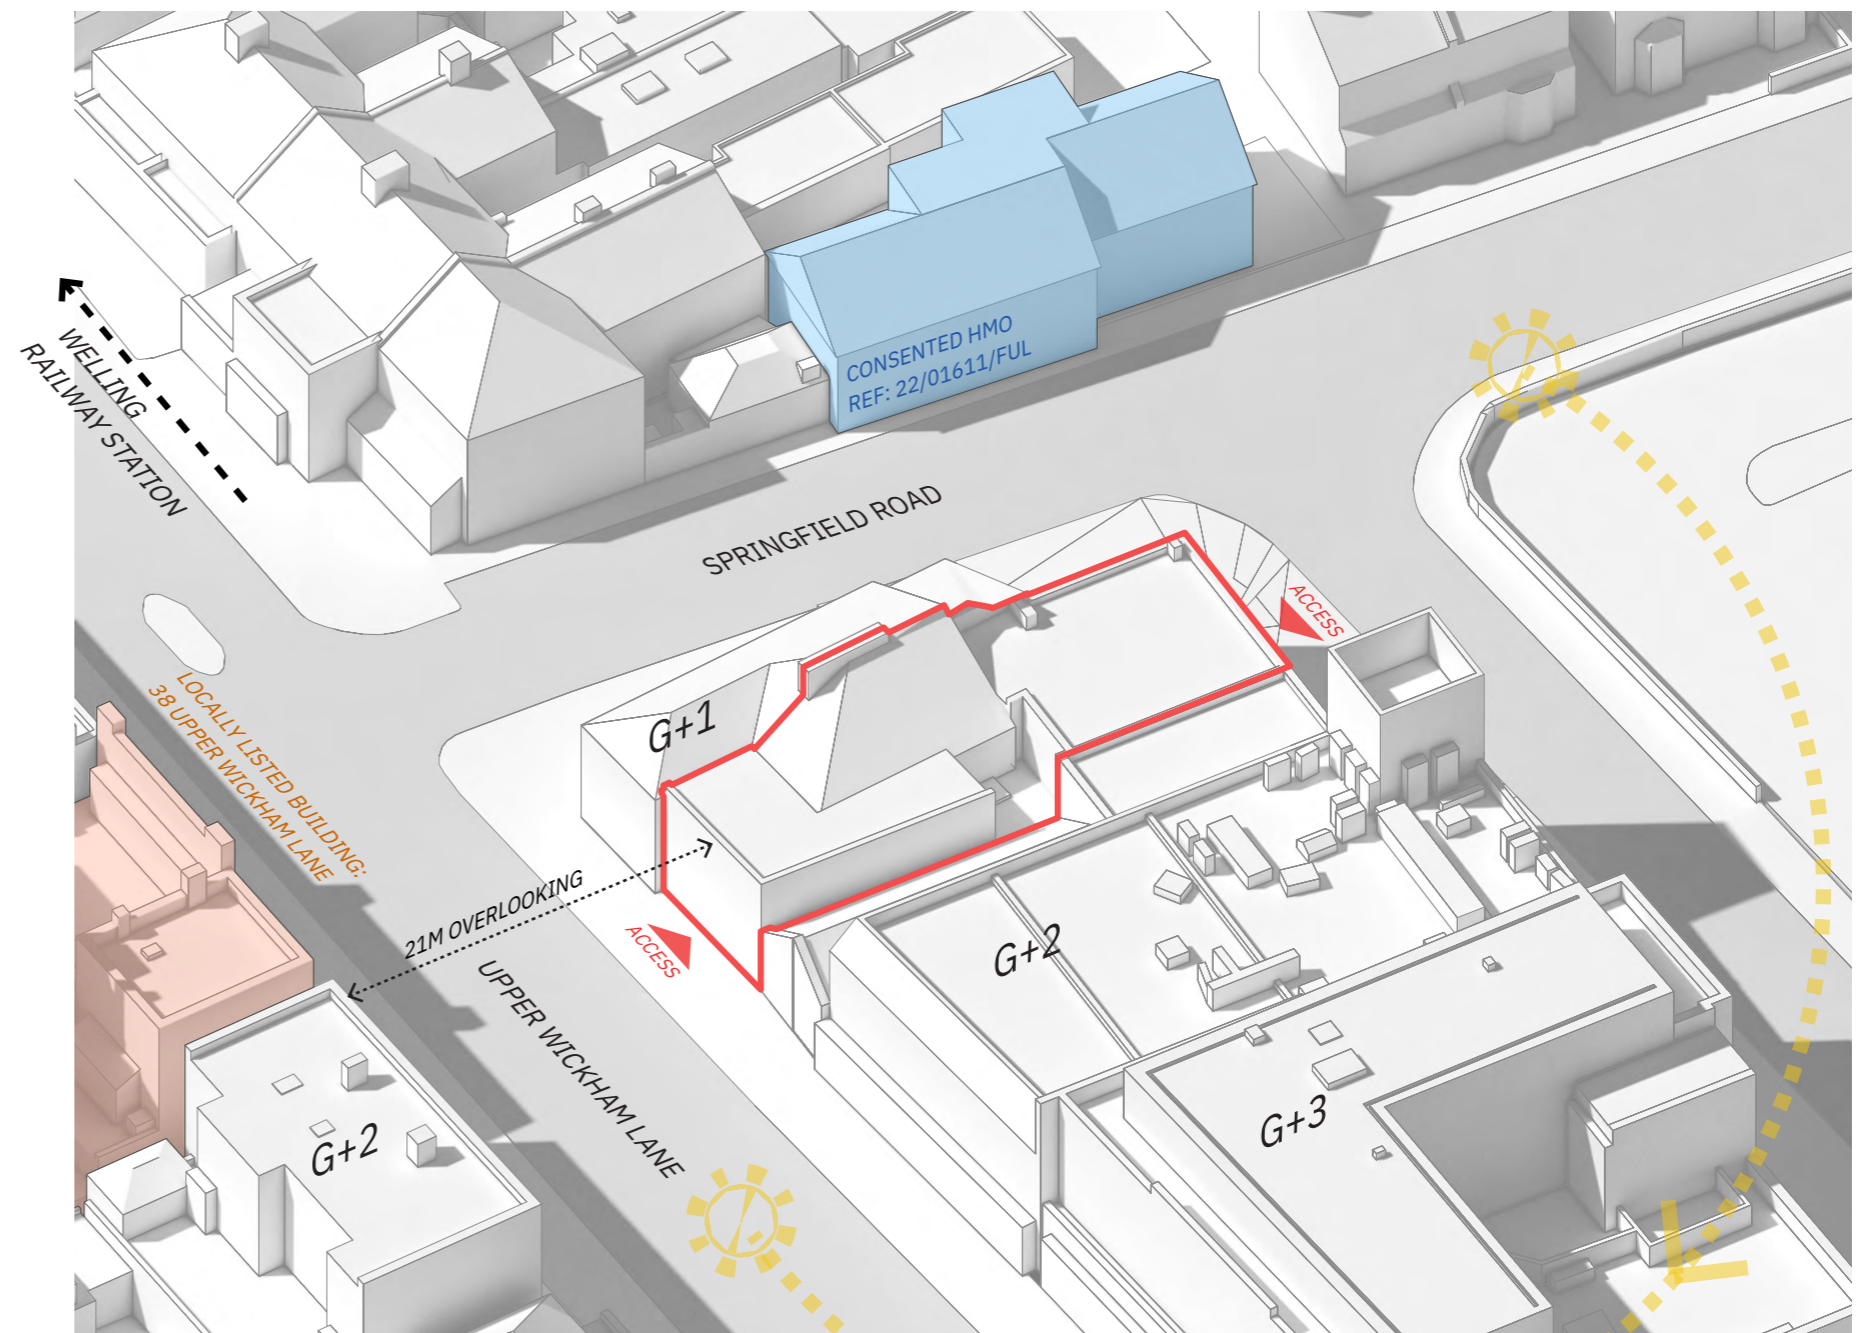 CONSENTED HMO
REF: 22/01611/FUL
WELLING
RAILWAY STATION
SPRINGFIELD ROAD
ACCESS
LOCALLY LISTED BUILDING:
38 UPPER WICKHAM LANE
G+1
21M OVERLOOKING
ACCESS
UPPER WICKHAM LANE
G+2
G+3
G+2